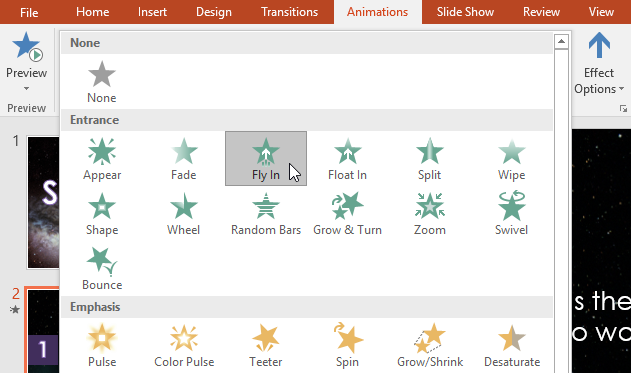 File Home Insert Design Transitions Animations Slide Show Review View
None
Preview
None
Effect
Options
Preview
Entrance
1
Appear Fade Fly In Float In Split Wipe
S
Shape Wheel Random Bars Grow & Turn Zoom Swivel
Bounce
2
s the
Emphasis
o wo
1
Pulse Color Pulse Teeter Spin Grow/Shrink Desaturate